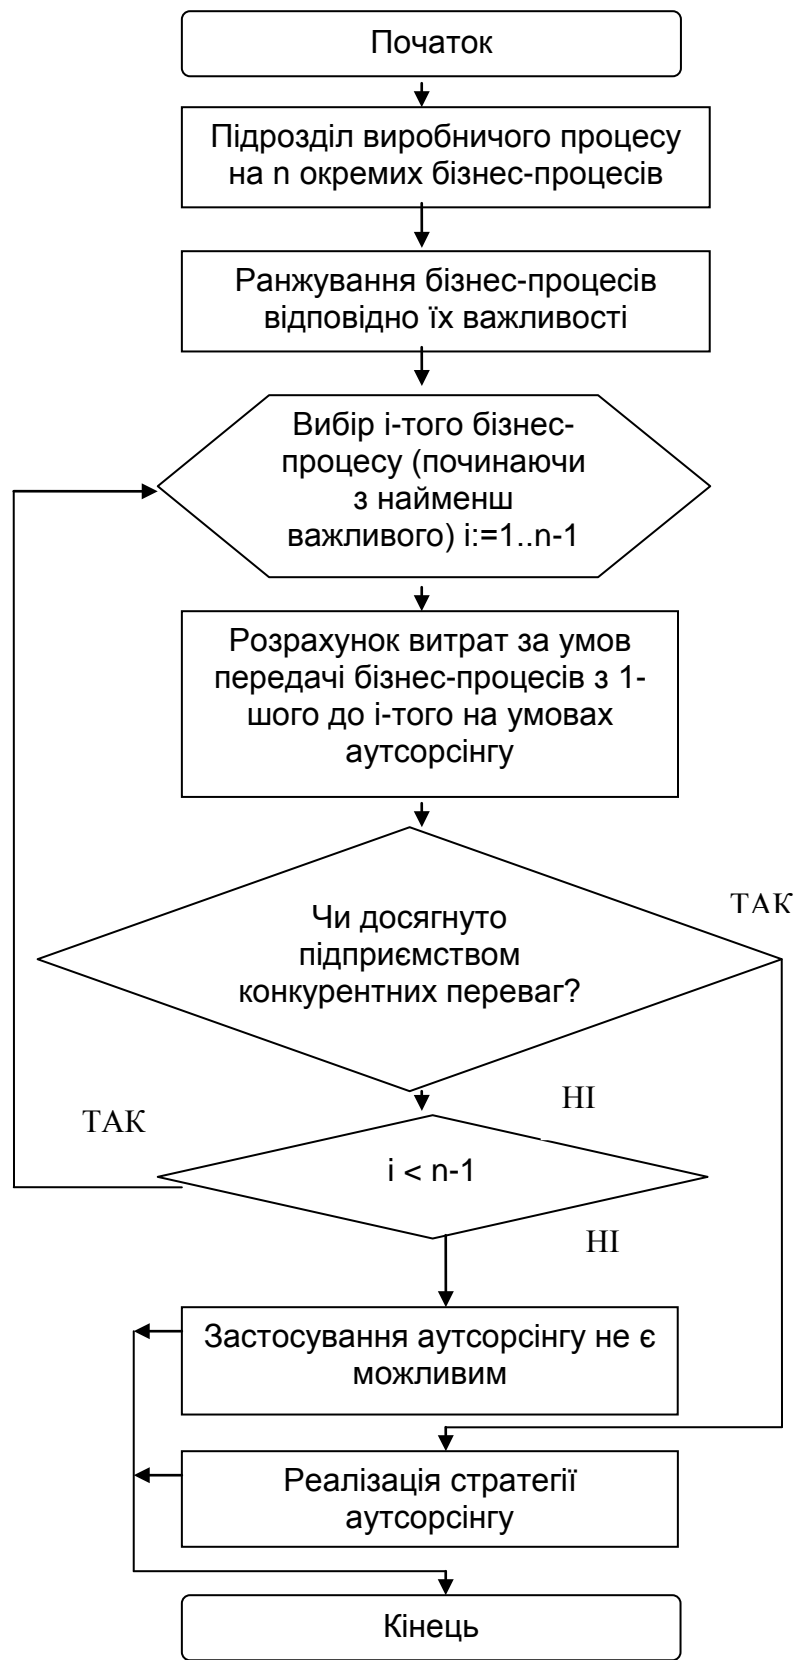 Початок
Підрозділ виробничого процесу
на n окремих бізнес-процесів
Ранжування бізнес-процесів
відповідно їх важливості
Вибір і-того бізнес-
процесу (починаючи
з найменш
важливого) і:=1..n-1
Розрахунок витрат за умов
передачі бізнес-процесів з 1-
шого до і-того на умовах
аутсорсінгу
ТАК
Чи досягнуто
підприємством
конкурентних переваг?
НІ
ТАК
і < n-1
НІ
Застосування аутсорсінгу не є
можливим
Реалізація стратегії
аутсорсінгу
Кінець